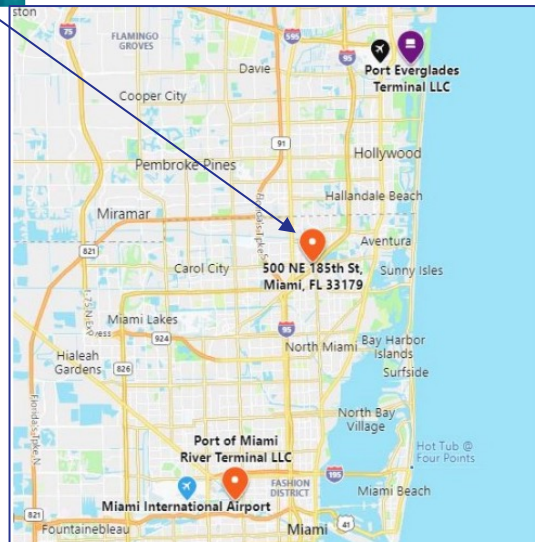 ston
75
FLAMINGO
GROVES
595
95
Davie
Port Everglades
Terminal LLC
Cooper City
91
Hollywood
Pembroke Pines
Hallandale Beach
Miramar
821
Aventura
Carol City
500 NE 185th St,
Miami, FL 33179
Sunny Isles
Miami Lakes
924
95
North Miami
Bay Harbor
Islands
Hialeah
Gardens
826
Surfside
North Bay
Village
Port of Miami
River Terminal LLC
Hot Tub @
Four Points
195
FASHION
DISTRICT
Miami International Airport
Miami Beach
821
Fountainebleau
Miami
41